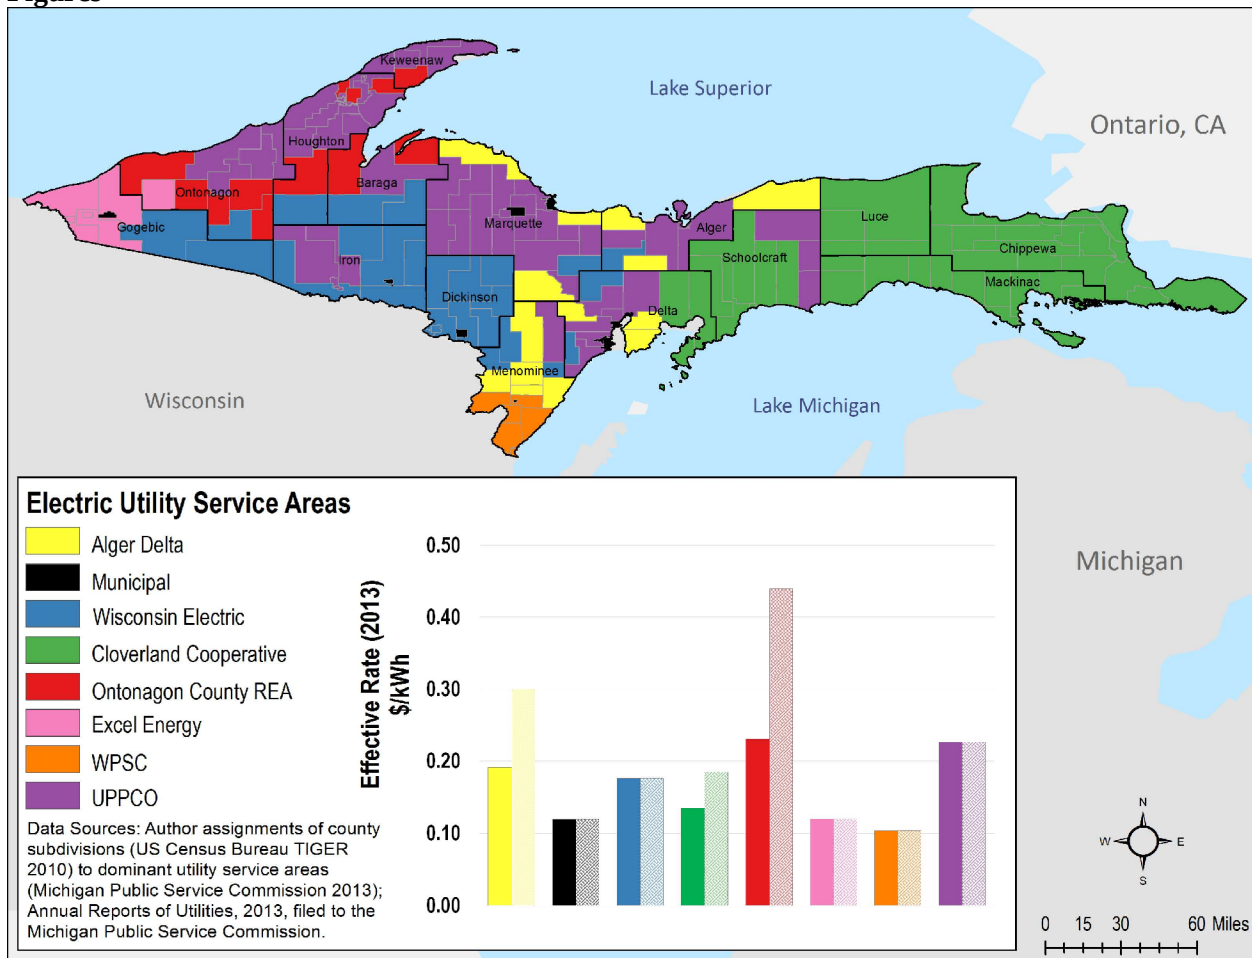 Figures
Keweenaw
Lake Superior
Ontario, CA
Houghton
Ontonagon
Baraga
Gogebic
Marquette
Alger
Luce
Chippewa
Iron
Schoolcraft
Mackinac
Dickinson
Delta
Menominee
Wisconsin
Lake Michigan
Michigan
Electric Utility Service Areas
Alger Delta
Municipal
Wisconsin Electric
Cloverland Cooperative
Ontonagon County REA
Excel Energy
WPSC
UPPCO
Data Sources: Author assignments of county
subdivisions (US Census Bureau TIGER
2010) to dominant utility service areas
(Michigan Public Service Commission 2013);
Annual Reports of Utilities, 2013, filed to the
Michigan Public Service Commission.
Effective Rate (2013)
$/kWh
0.50
0.40
0.30
0.20
0.10
0.00
N
W
E
S
0 15 30 60 Miles